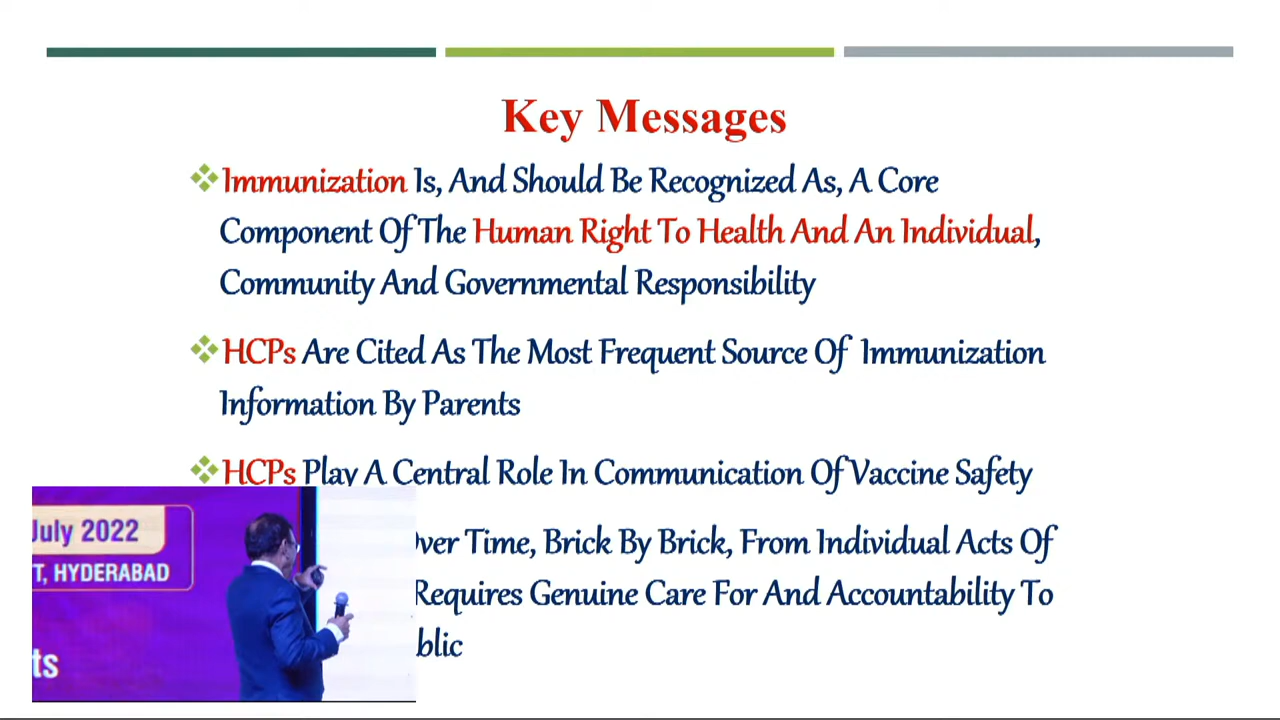 Key Messages
Immunization Is, And Should Be Recognized As, A Core
Component Of The Human Right To Health And An Individual,
Community And Governmental Responsibility
HCPs Are Cited As The Most Frequent Source Of Immunization
Information By Parents
HCPs Play A Central Role In Communication Of Vaccine Safety
Over Time, Brick By Brick, From Individual Acts Of
Requires Genuine Care For And Accountability To
July 2022
HYDERABAD